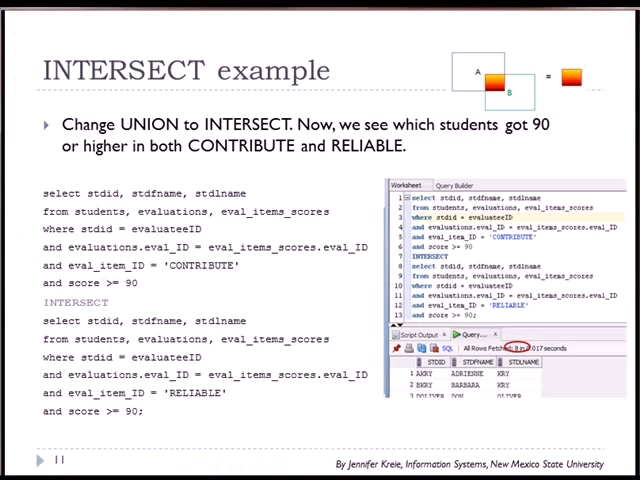 INTERSECT example
A
B
=
Change UNION to INTERSECT. Now, we see which students got 90
or higher in both CONTRIBUTE and RELIABLE.
select stdid, stdfname, stdlname
from students, evaluations, eval_items_scores
where stdid = evaluateeID
and evaluations.eval_ID = eval_items_scores.eval_ID
and eval_item_ID = 'CONTRIBUTE'
and score >= 90
INTERSECT
select stdid, stdfname, stdlname
from students, evaluations, eval_items_scores
where stdid = evaluateeID
and evaluations.eval_ID = eval_items_scores.eval_ID
and eval_item_ID = 'RELIABLE'
and score >= 90;
Worksheet Query Builder
1 select stdid, stdfname, stdlname
2 from students, evaluations, eval_items_scores
3 where stdid = evaluateeID
4 and evaluations.eval_ID = eval_items_scores.eval_ID
5 and eval_item_ID = 'CONTRIBUTE'
6 and score >= 90
7 INTERSECT
8 select stdid, stdfname, stdlname
9 from students, evaluations, eval_items_scores
10 where stdid = evaluateeID
11 and evaluations.eval_ID = eval_items_scores.eval_ID
12 and eval_item_ID = 'RELIABLE'
13 and score >= 90;
Script Output × Query... ×
SQL All Rows Fetched: 8 in 0.017 seconds
STDID STDFNAME STDLNAME
1 AKRY ADRIENNE KRY
2 BKRY BARBARA KRY
3 DOLIVER DON OLIVER
11
By Jennifer Kreie, Information Systems, New Mexico State University